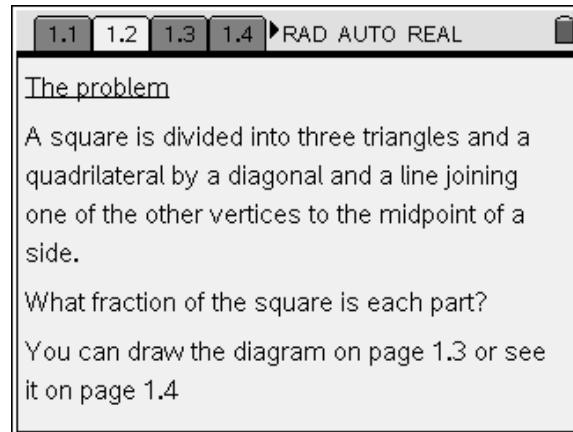 1.1 1.2 1.3 1.4 RAD AUTO REAL
The problem
A square is divided into three triangles and a
quadrilateral by a diagonal and a line joining
one of the other vertices to the midpoint of a
side.
What fraction of the square is each part?
You can draw the diagram on page 1.3 or see
it on page 1.4